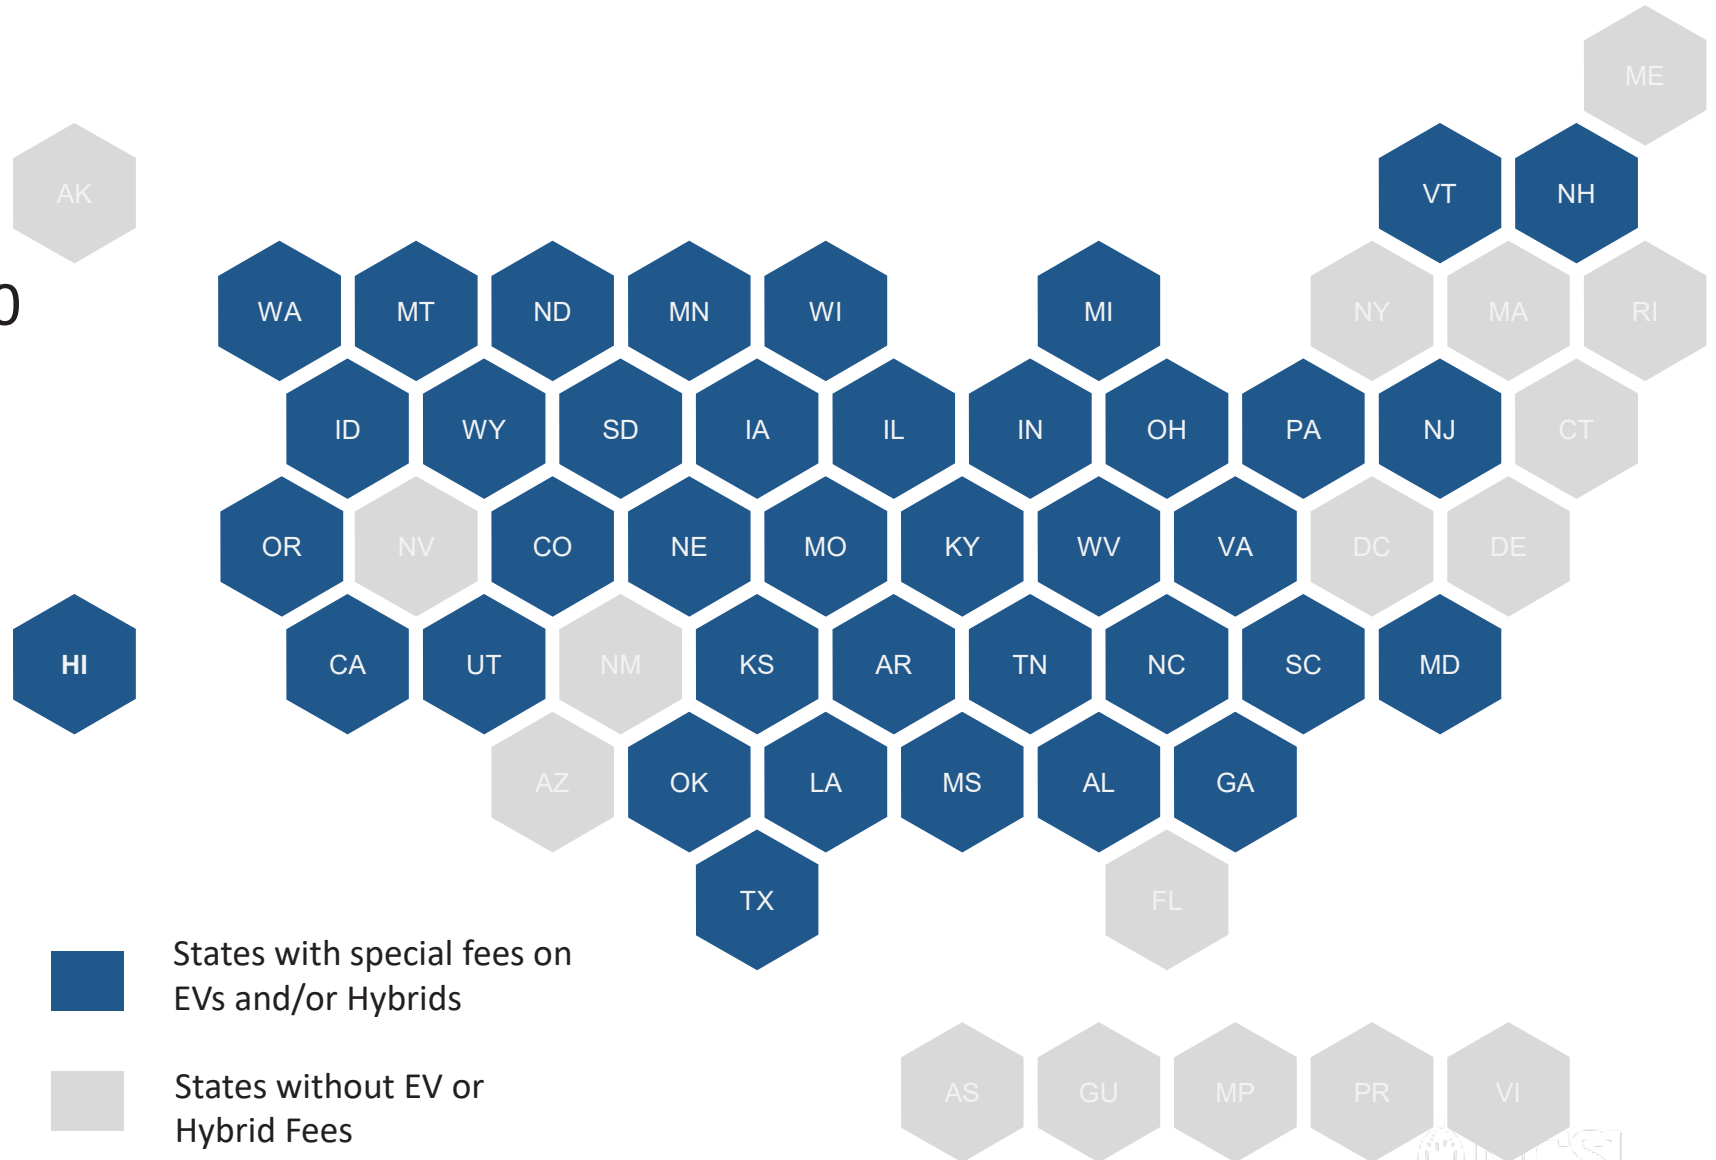 ME
AK
VT NH
0
WA MT ND MN WI MI NY MA RI
ID WY SD IA IL IN OH PA NJ CT
OR NV CO NE MO KY WV VA DC DE
HI CA UT NM KS AR TN NC SC MD
AZ OK LA MS AL GA
TX FL
States with special fees on
EVs and/or Hybrids
States without EV or
Hybrid Fees
AS GU MP PR VI